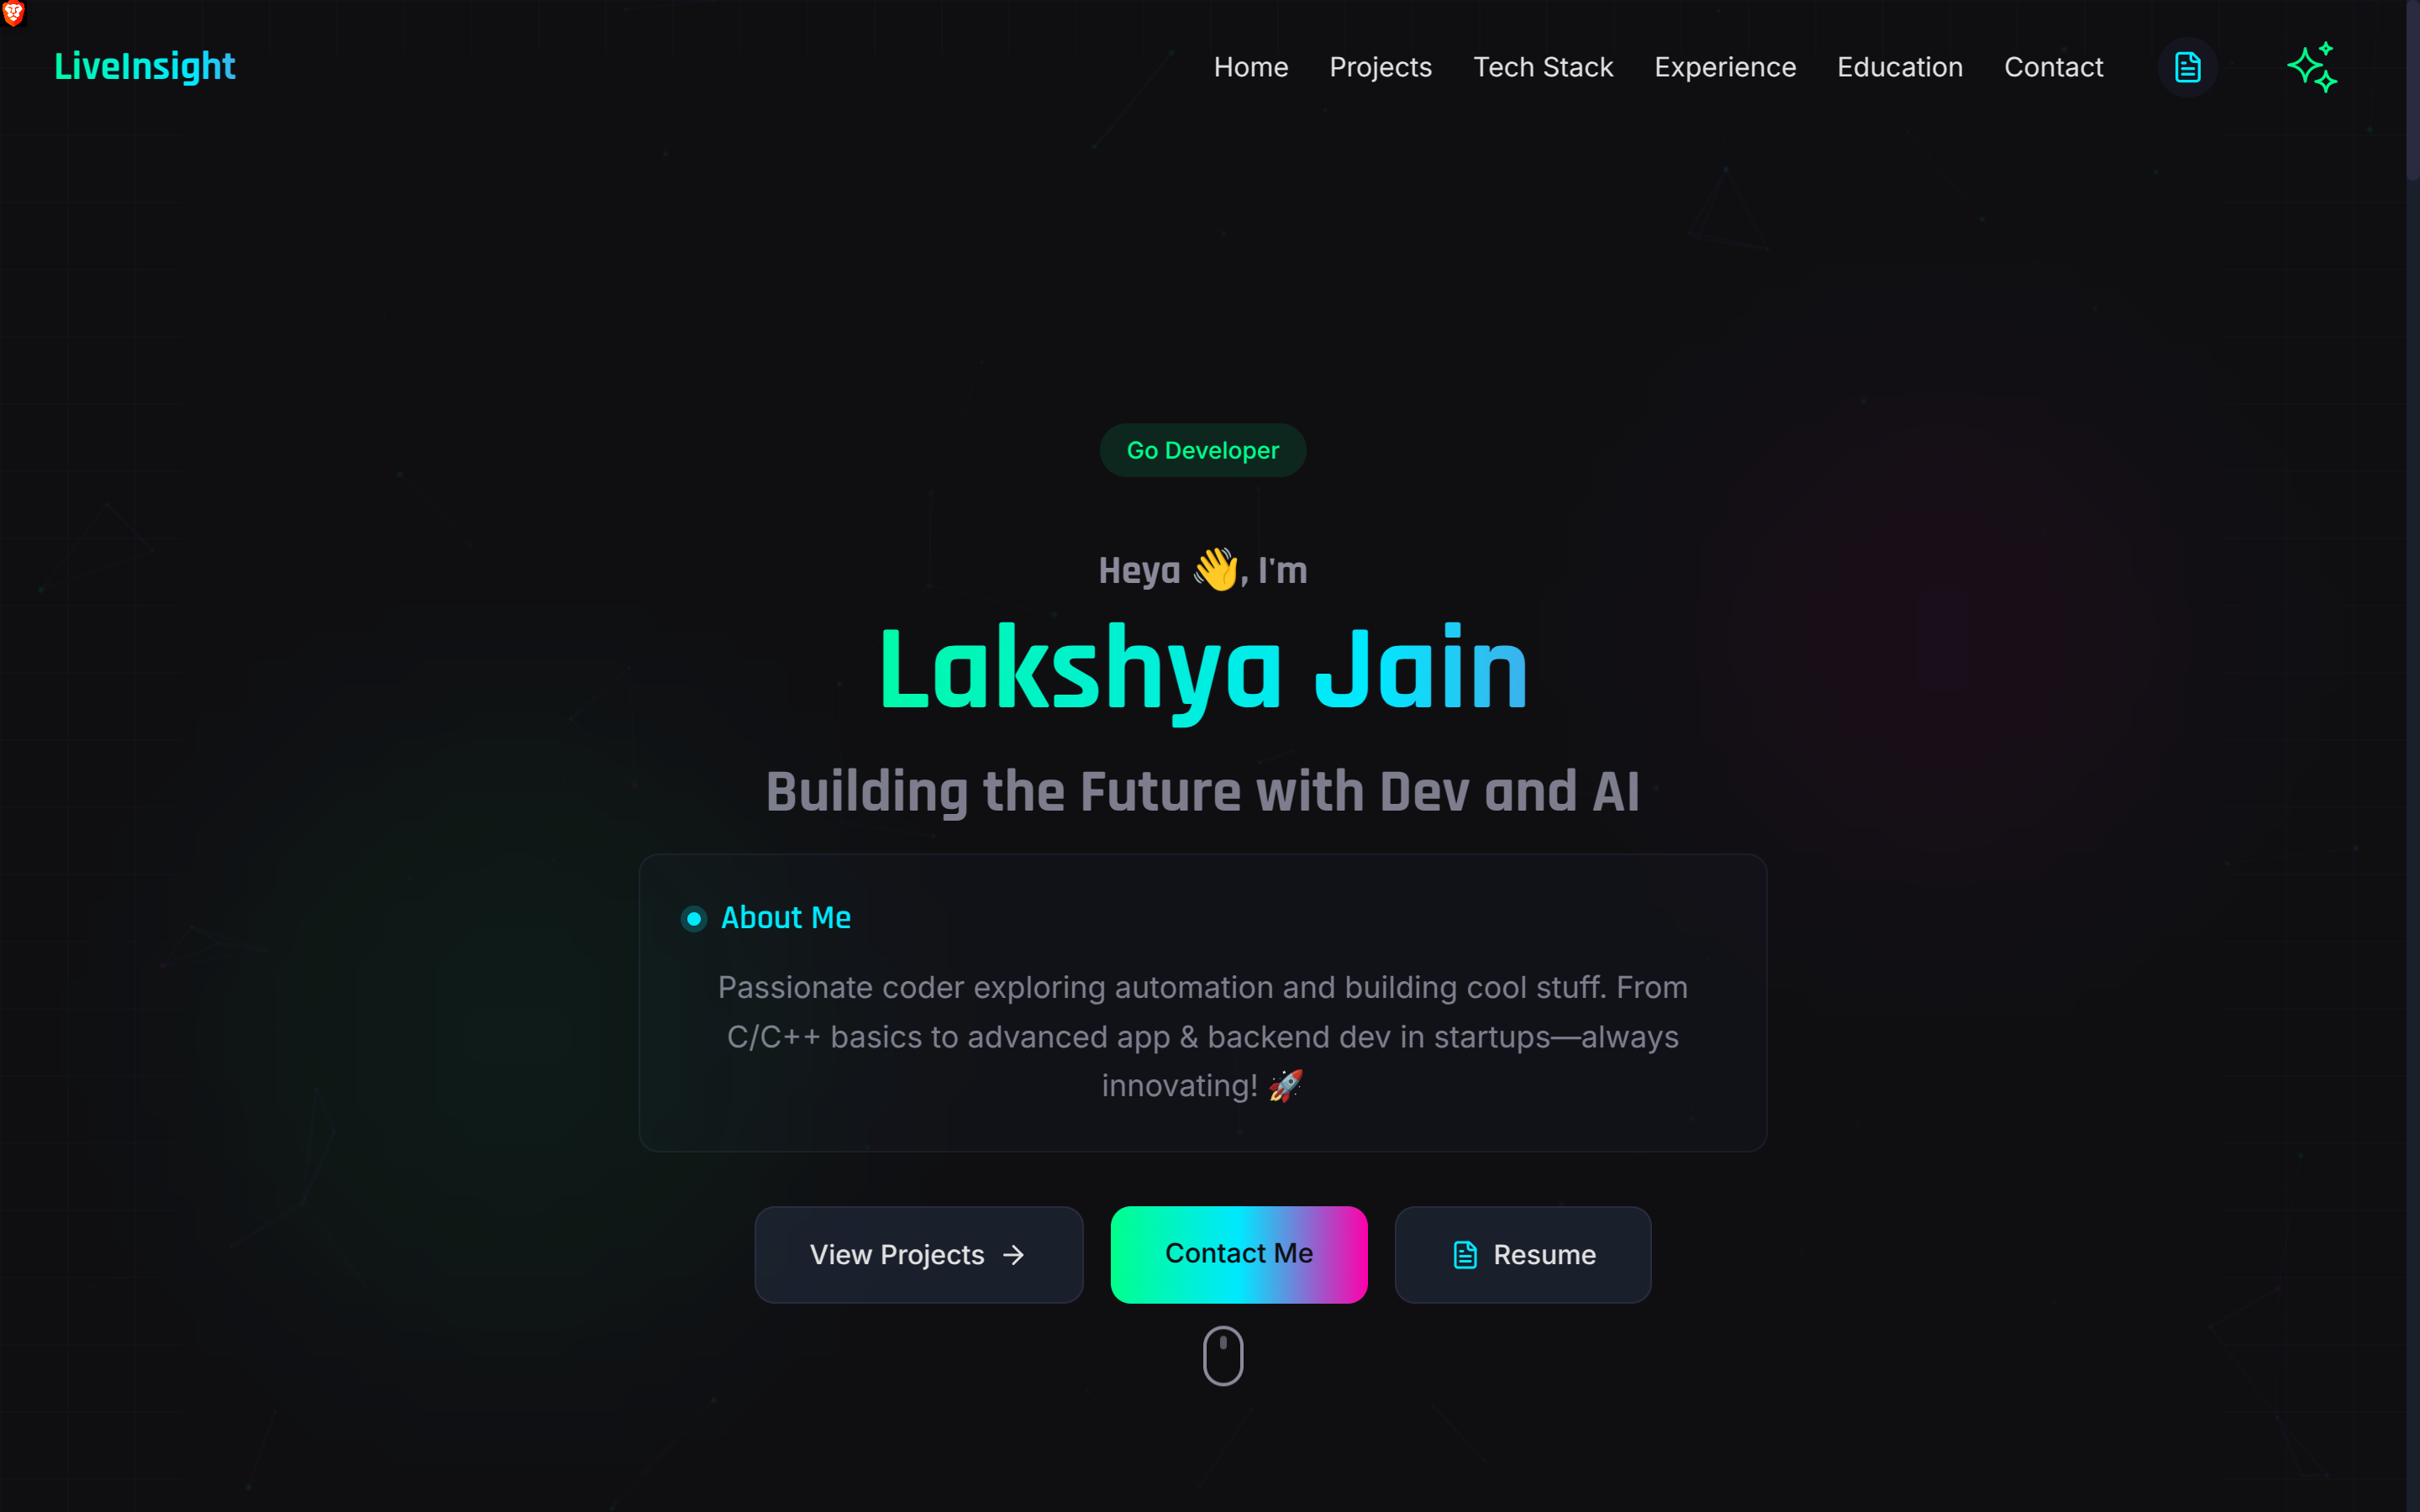 LiveInsight
Home Projects Tech Stack Experience Education Contact
Go Developer
Heya 👋, I'm
Lakshya Jain
Building the Future with Dev and AI
About Me
Passionate coder exploring automation and building cool stuff. From
C/C++ basics to advanced app & backend dev in startups—always
innovating! 🚀
View Projects →
Contact Me
Resume